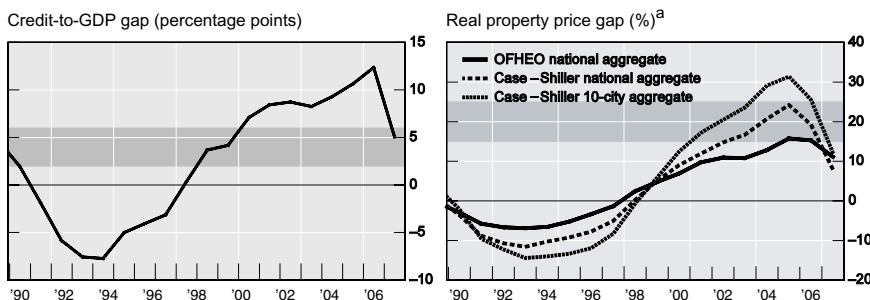 Credit-to-GDP gap (percentage points)
15
10
5
0
−5
−10
'90 '92 '94 '96 '98 '00 '02 '04 '06
Real property price gap (%)a
OFHEO national aggregate
Case–Shiller national aggregate
Case–Shiller 10-city aggregate
40
30
20
10
0
−10
−20
'90 '92 '94 '96 '98 '00 '02 '04 '06